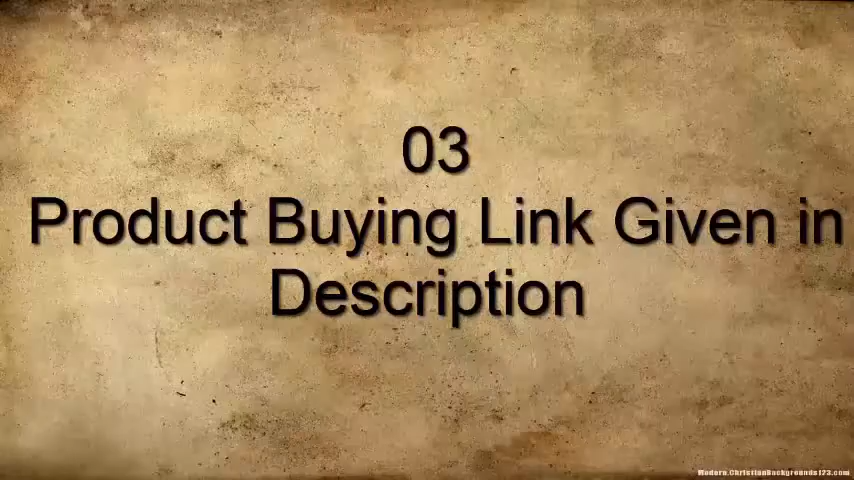 03
Product Buying Link Given in
Description
Modern.ChristianBackgrounds123.com